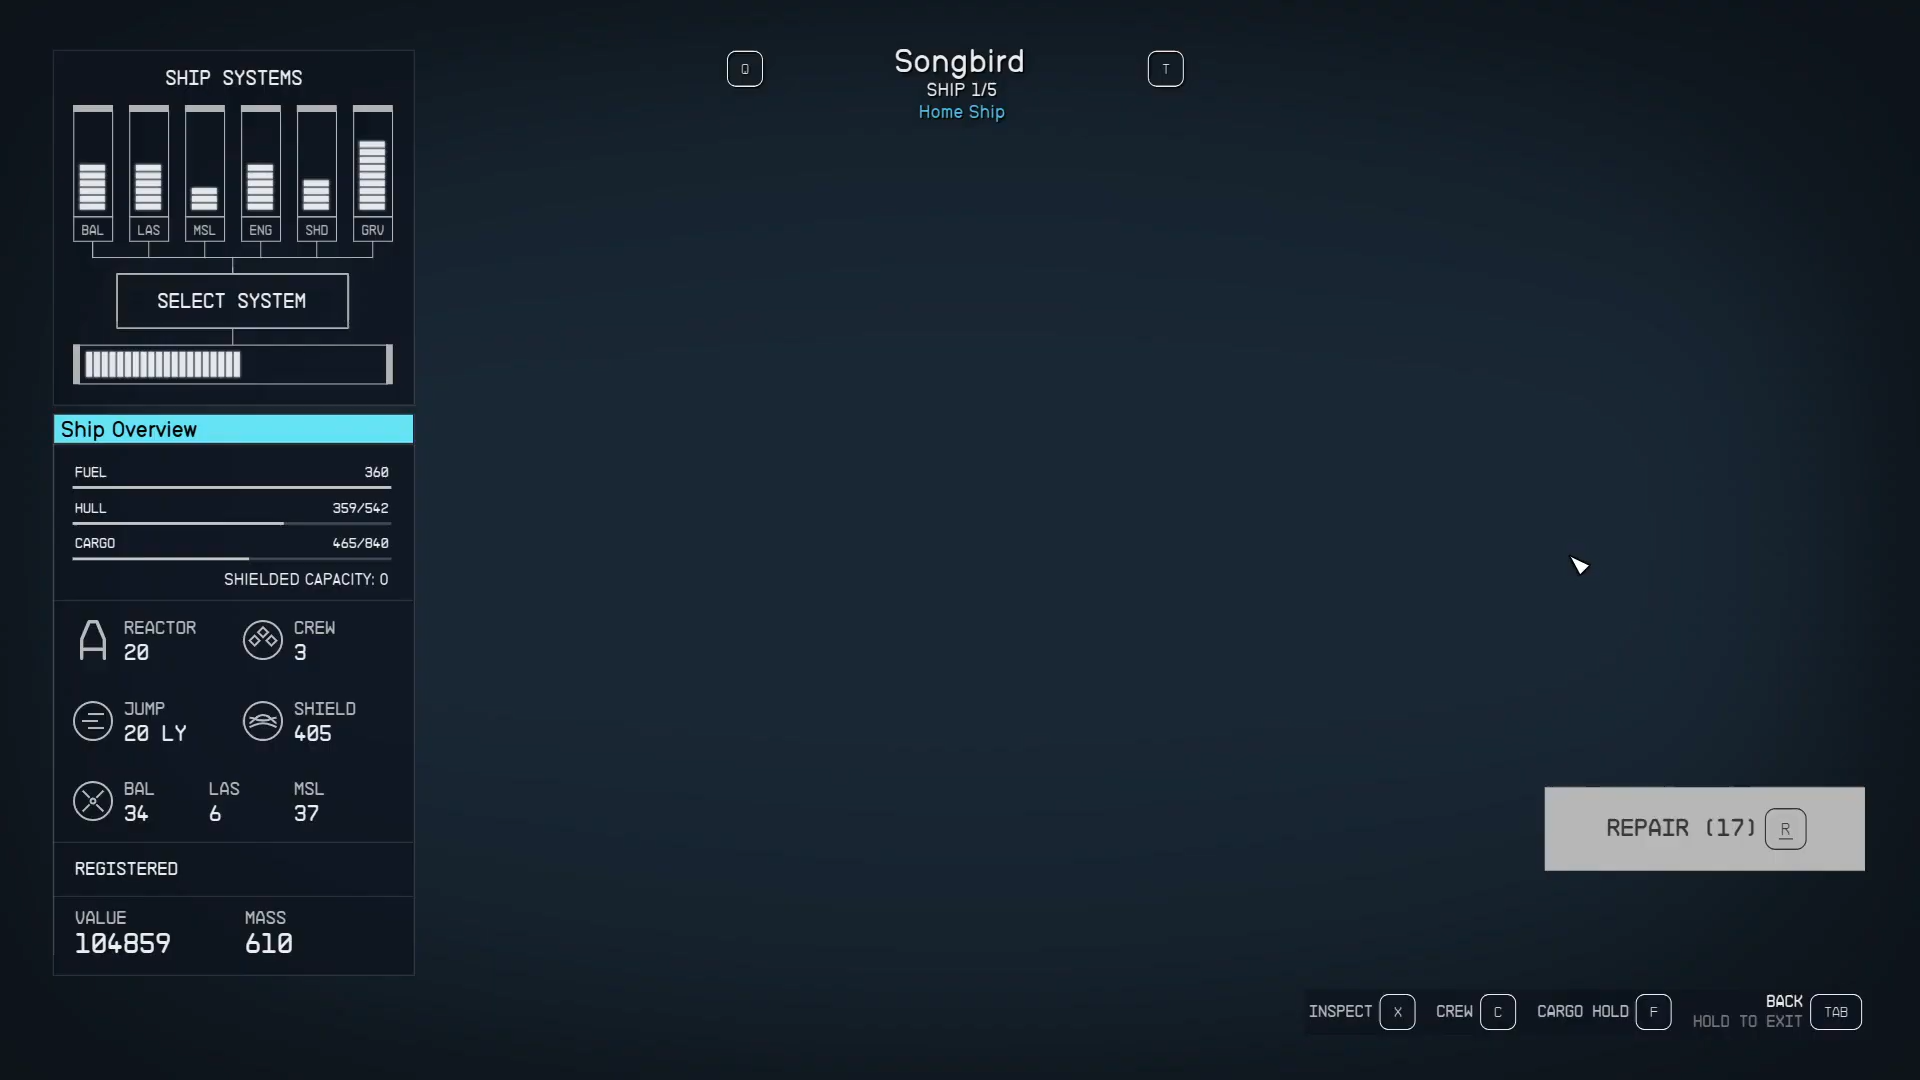 SHIP SYSTEMS
BAL LAS MSL ENG SHD GRV
SELECT SYSTEM
Q
Songbird
T
SHIP 1/5
Home Ship
Ship Overview
FUEL 360
HULL 359/542
CARGO 465/840
SHIELDED CAPACITY: 0
REACTOR CREW
20 3
JUMP SHIELD
20 LY 405
BAL LAS MSL
34 6 37
REGISTERED
VALUE MASS
104859 610
REPAIR (17) R
INSPECT X CREW C CARGO HOLD F BACK TAB
HOLD TO EXIT